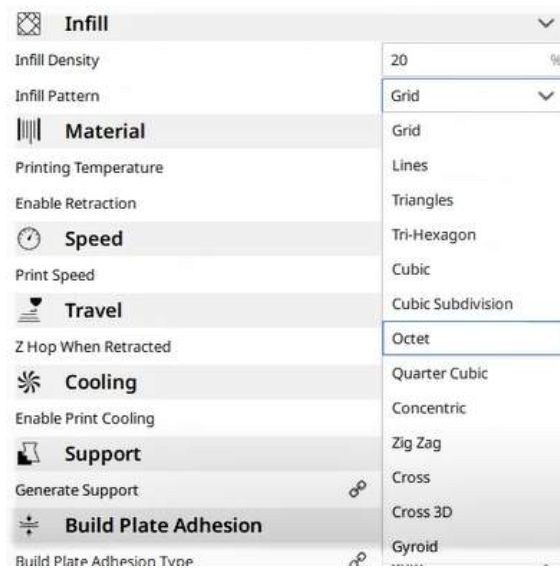 Infill
Infill Density 20 %
Infill Pattern Grid
Material Grid
Printing Temperature Lines
Enable Retraction Triangles
Speed Tri-Hexagon
Print Speed Cubic
Travel Cubic Subdivision
Z Hop When Retracted Octet
Cooling Quarter Cubic
Enable Print Cooling Concentric
Support Zig Zag
Generate Support Cross
Build Plate Adhesion Cross 3D
Build Plate Adhesion Type Gyroid